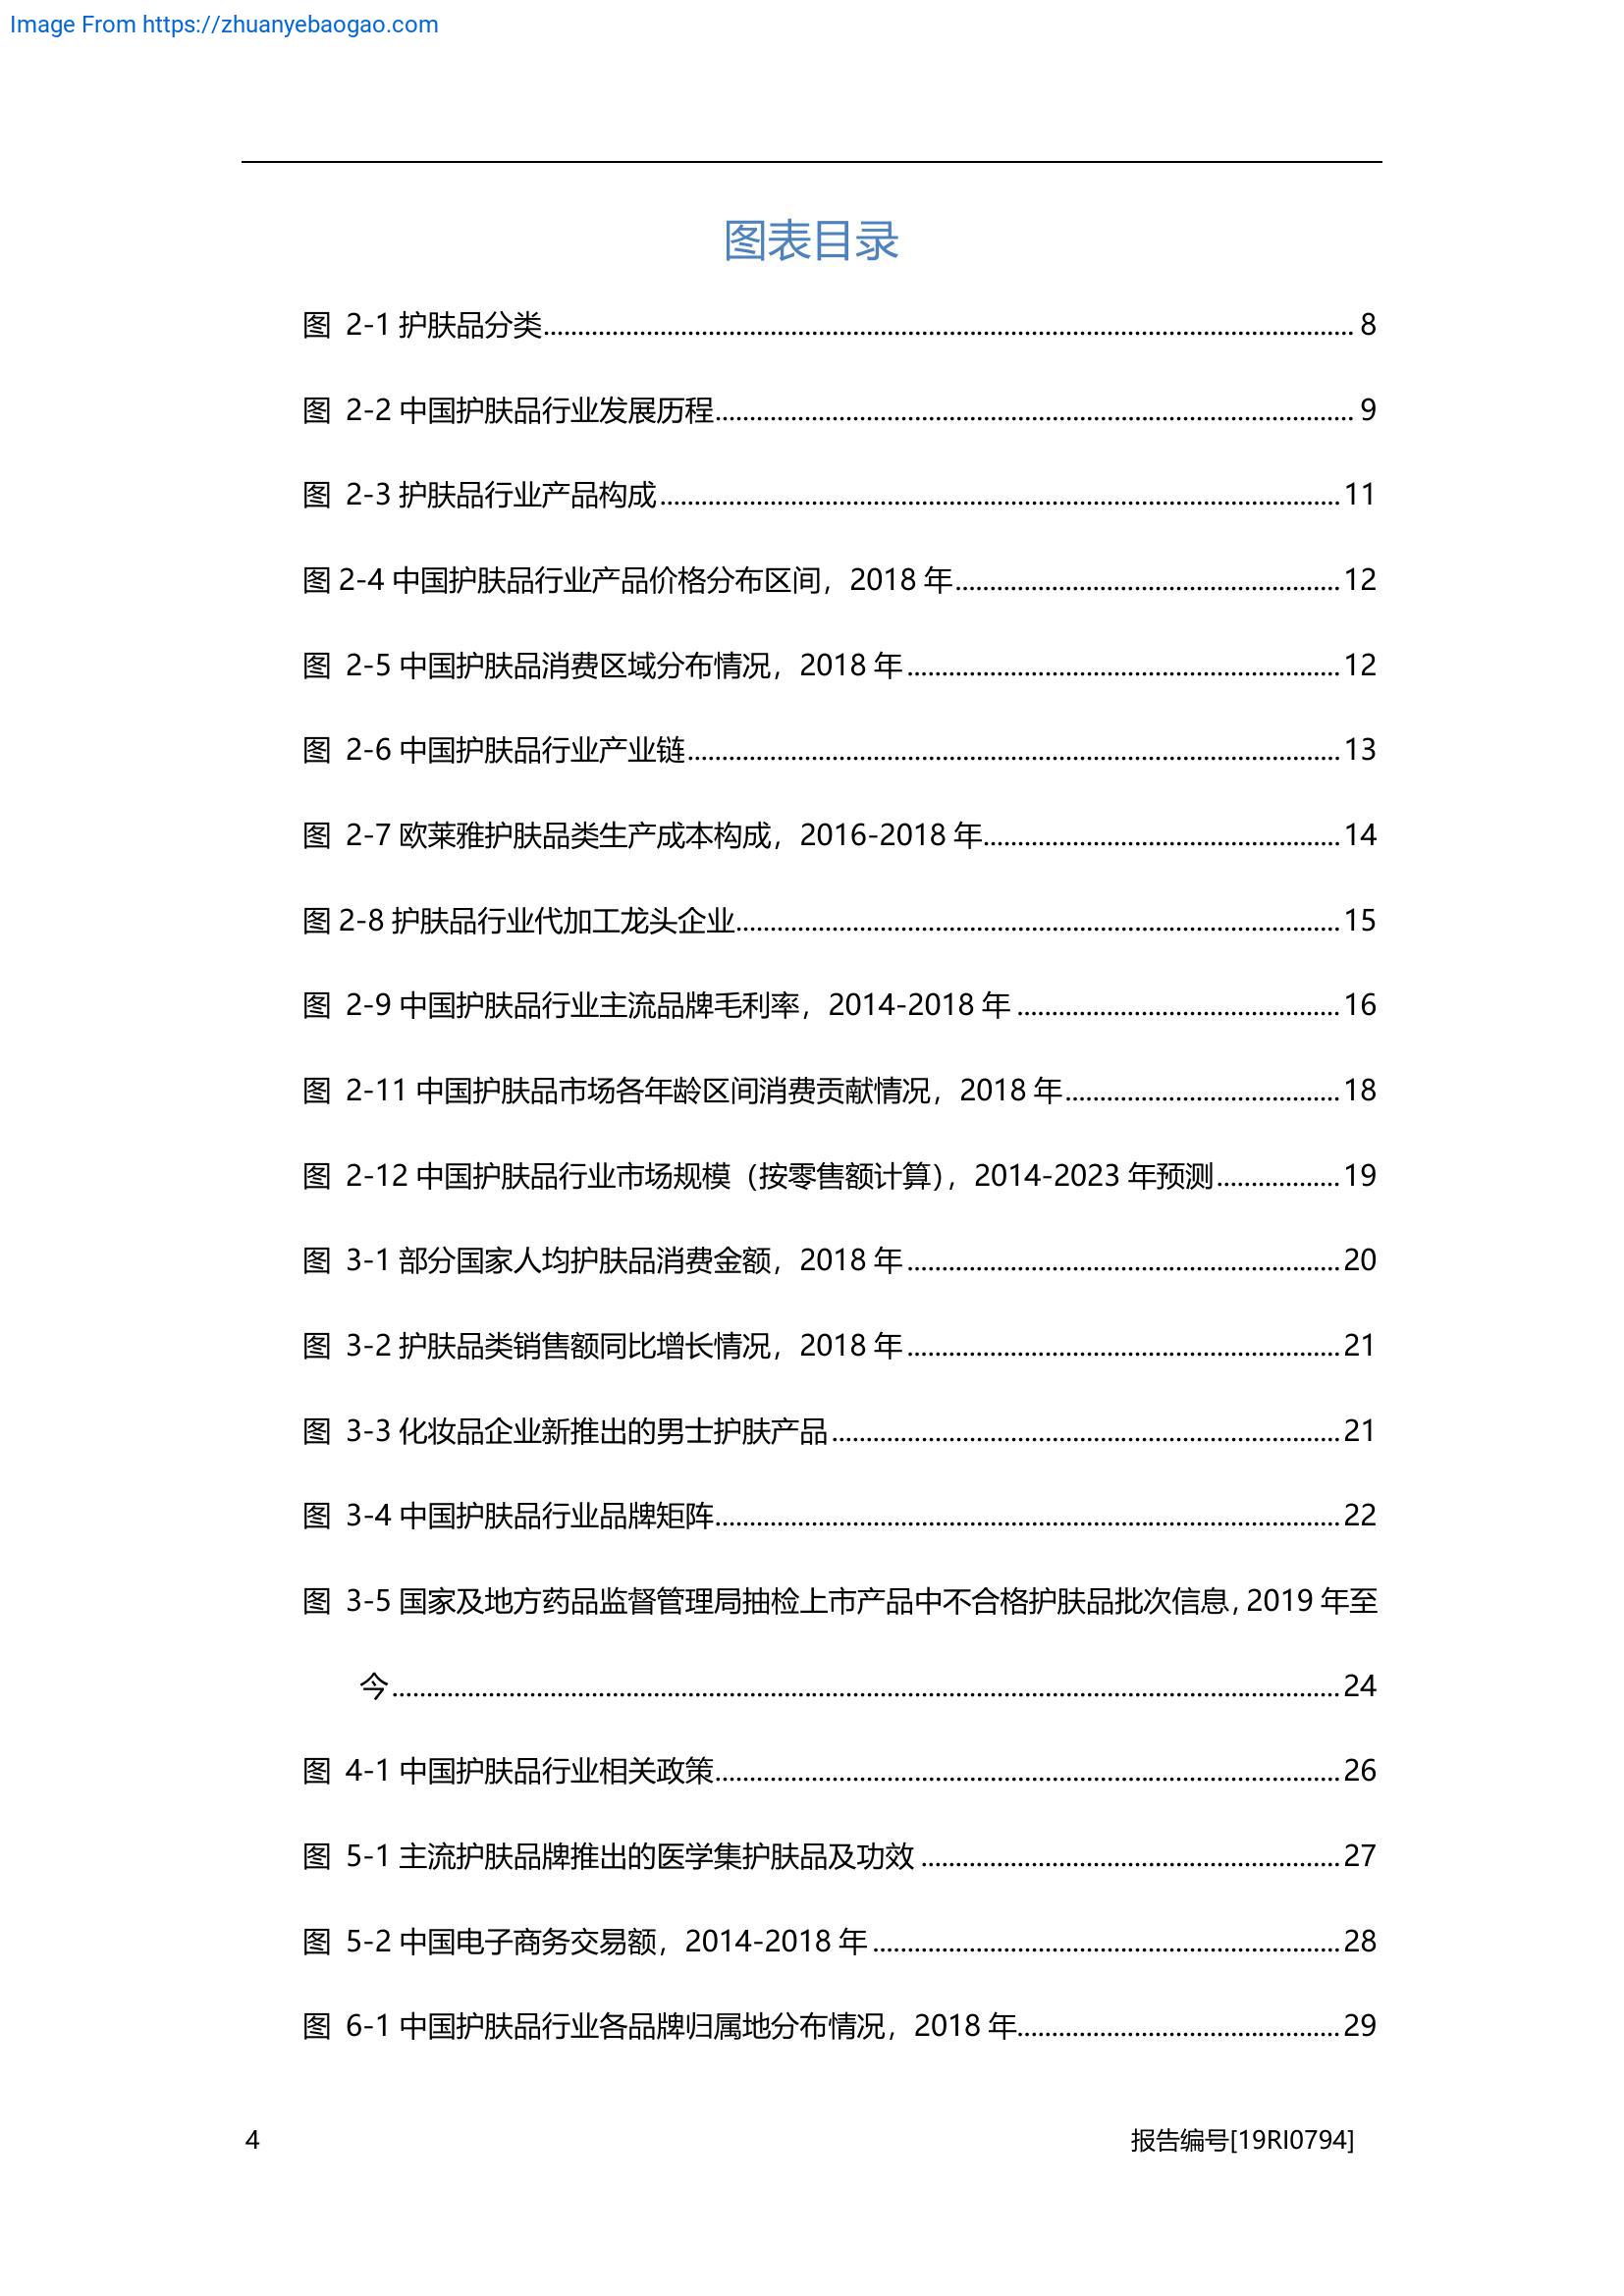 Image From https://zhuanyebaogao.com
图表目录
图 2-1 护肤品分类........ 8
图 2-2 中国护肤品行业发展历程........ 9
图 2-3 护肤品行业产品构成........ 11
图 2-4 中国护肤品行业产品价格分布区间，2018 年........ 12
图 2-5 中国护肤品消费区域分布情况，2018 年........ 12
图 2-6 中国护肤品行业产业链........ 13
图 2-7 欧莱雅护肤品类生产成本构成，2016-2018 年........ 14
图 2-8 护肤品行业代加工龙头企业........ 15
图 2-9 中国护肤品行业主流品牌毛利率，2014-2018 年........ 16
图 2-11 中国护肤品市场各年龄区间消费贡献情况，2018 年........ 18
图 2-12 中国护肤品行业市场规模（按零售额计算），2014-2023 年预测........ 19
图 3-1 部分国家人均护肤品消费金额，2018 年........ 20
图 3-2 护肤品类销售额同比增长情况，2018 年........ 21
图 3-3 化妆品企业新推出的男士护肤产品........ 21
图 3-4 中国护肤品行业品牌矩阵........ 22
图 3-5 国家及地方药品监督管理局抽检上市产品中不合格护肤品批次信息，2019 年至
今........ 24
图 4-1 中国护肤品行业相关政策........ 26
图 5-1 主流护肤品牌推出的医学集护肤品及功效........ 27
图 5-2 中国电子商务交易额，2014-2018 年........ 28
图 6-1 中国护肤品行业各品牌归属地分布情况，2018 年........ 29
4 报告编号[19RI0794]